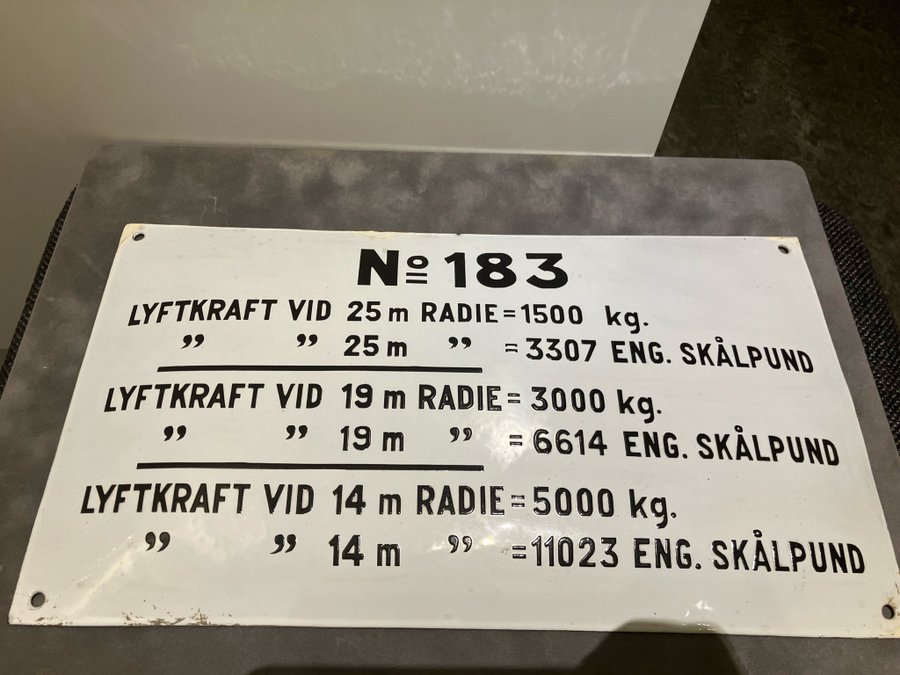 Nº 183
LYFTKRAFT VID 25 m RADIE = 1500 kg.
” ” 25 m ” = 3307 ENG. SKÅLPUND
LYFTKRAFT VID 19 m RADIE = 3000 kg.
” ” 19 m ” = 6614 ENG. SKÅLPUND
LYFTKRAFT VID 14 m RADIE = 5000 kg.
” ” 14 m ” = 11023 ENG. SKÅLPUND